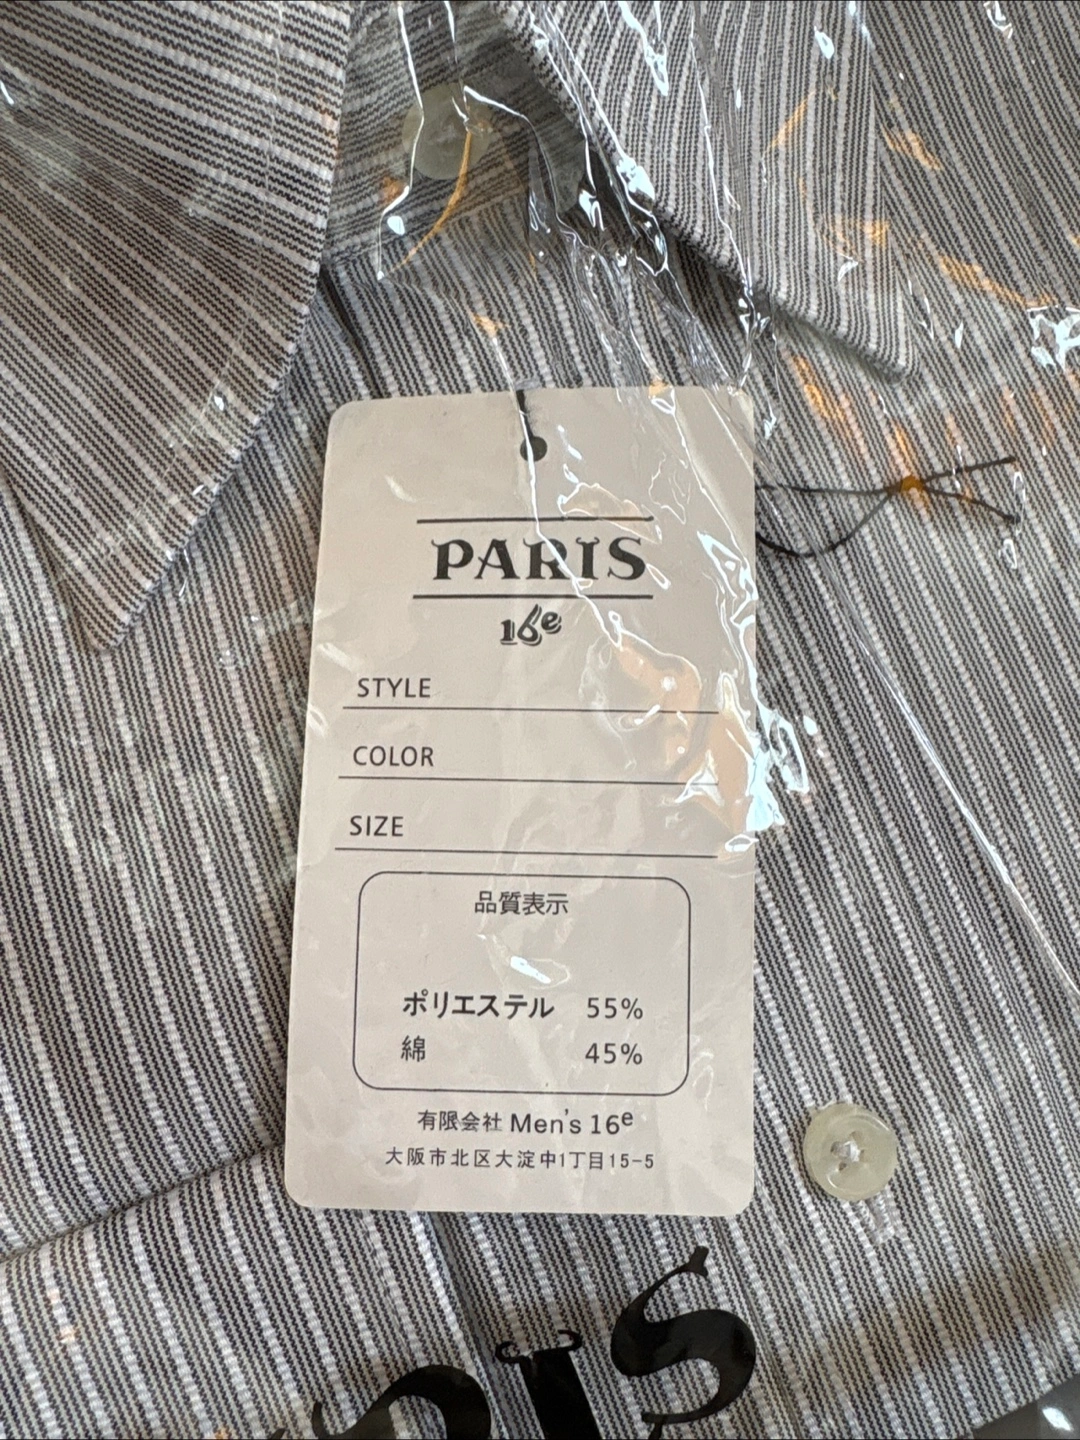 PARIS
16e
STYLE
COLOR
SIZE
品質表示
ポリエステル 55%
綿 45%
有限会社 Men's 16e
大阪市北区大淀中1丁目15-5
IS